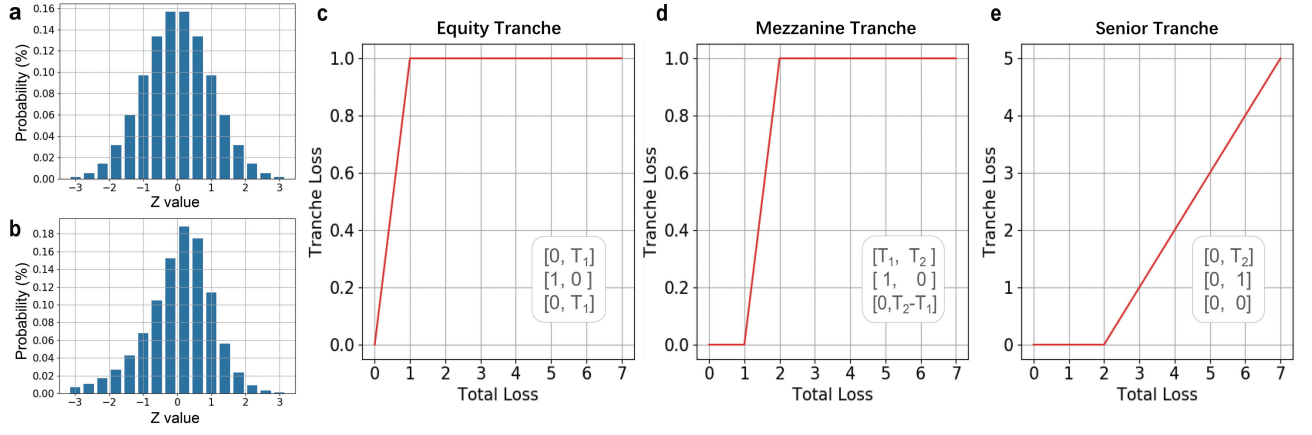 a
Probability (%)
0.16
0.14
0.12
0.10
0.08
0.06
0.04
0.02
0.00
−3 −2 −1 0 1 2 3
Z value
b
Probability (%)
0.18
0.16
0.14
0.12
0.10
0.08
0.06
0.04
0.02
0.00
−3 −2 −1 0 1 2 3
Z value
c
Equity Tranche
Tranche Loss
1.0
0.8
0.6
0.4
0.2
0.0
[0, T₁]
[1, 0 ]
[0, T₁]
0 1 2 3 4 5 6 7
Total Loss
d
Mezzanine Tranche
Tranche Loss
1.0
0.8
0.6
0.4
0.2
0.0
[T₁, T₂ ]
[ 1, 0 ]
[0,T₂-T₁]
0 1 2 3 4 5 6 7
Total Loss
e
Senior Tranche
Tranche Loss
5
4
3
2
1
0
[0, T₂]
[0, 1]
[0, 0]
0 1 2 3 4 5 6 7
Total Loss